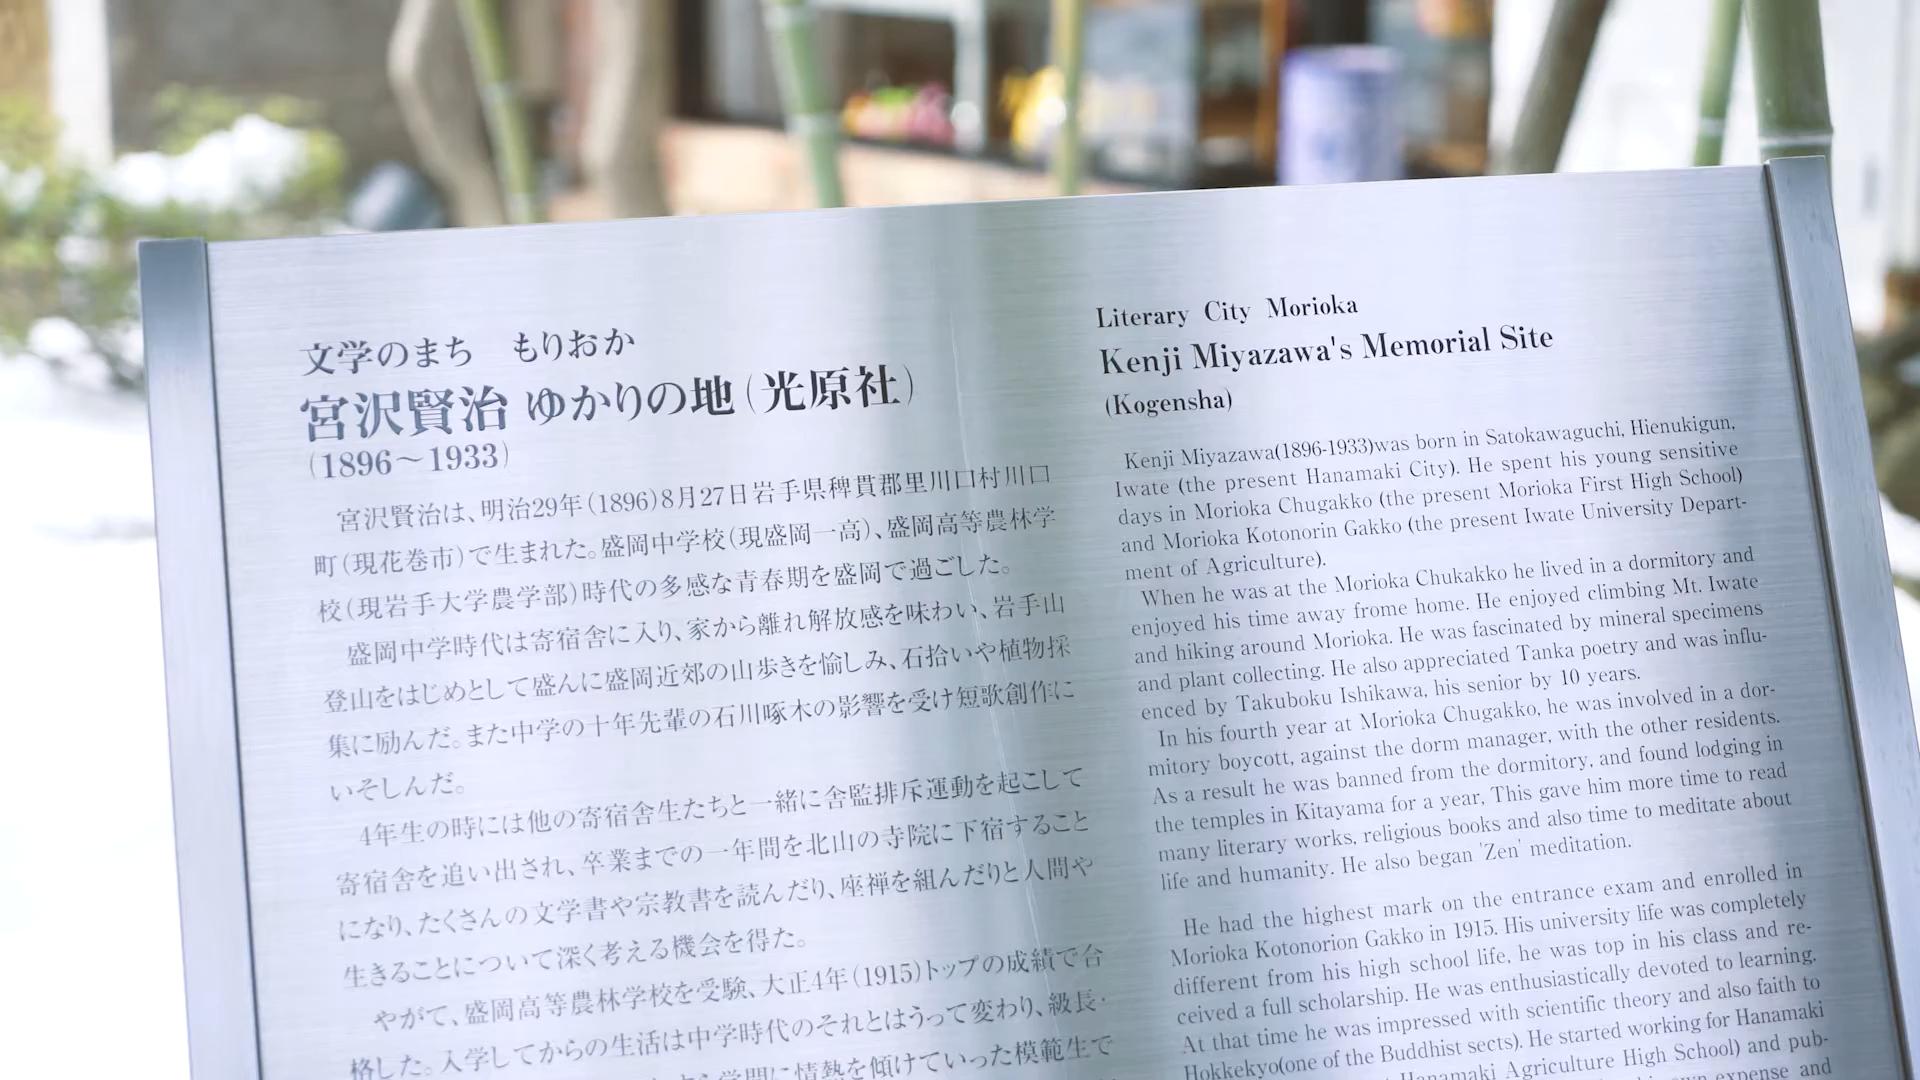 文学のまち　もりおか
宮沢賢治 ゆかりの地(光原社)
(1896～1933)
宮沢賢治は、明治29年(1896)8月27日岩手県稗貫郡里川口村川口
町(現花巻市)で生まれた。盛岡中学校(現盛岡一高)、盛岡高等農林学
校(現岩手大学農学部)時代の多感な青春期を盛岡で過ごした。
盛岡中学時代は寄宿舎に入り、家から離れ解放感を味わい、岩手山
登山をはじめとして盛んに盛岡近郊の山歩きを愉しみ、石拾いや植物採
集に励んだ。また中学の十年先輩の石川啄木の影響を受け短歌創作に
いそしんだ。
4年生の時には他の寄宿舎生たちと一緒に舎監排斥運動を起こして
寄宿舎を追い出され、卒業までの一年間を北山の寺院に下宿すること
になり、たくさんの文学書や宗教書を読んだり、座禅を組んだりと人間や
生きることについて深く考える機会を得た。
やがて、盛岡高等農林学校を受験、大正4年(1915)トップの成績で合
格した。入学してからの生活は中学時代のそれとはうって変わり、級長・
学問に情熱を傾けていった模範生で
Literary City Morioka
Kenji Miyazawa's Memorial Site
(Kogensha)
Kenji Miyazawa(1896-1933)was born in Satokawaguchi, Hienukigun,
Iwate (the present Hanamaki City). He spent his young sensitive
days in Morioka Chugakko (the present Morioka First High School)
and Morioka Kotonorin Gakko (the present Iwate University Depart-
ment of Agriculture).
When he was at the Morioka Chukakko he lived in a dormitory and
enjoyed his time away frome home. He enjoyed climbing Mt. Iwate
and hiking around Morioka. He was fascinated by mineral specimens
and plant collecting. He also appreciated Tanka poetry and was influ-
enced by Takuboku Ishikawa, his senior by 10 years.
In his fourth year at Morioka Chugakko, he was involved in a dor-
mitory boycott, against the dorm manager, with the other residents.
As a result he was banned from the dormitory, and found lodging in
the temples in Kitayama for a year, This gave him more time to read
many literary works, religious books and also time to meditate about
life and humanity. He also began 'Zen' meditation.
He had the highest mark on the entrance exam and enrolled in
Morioka Kotonorion Gakko in 1915. His university life was completely
different from his high school life, he was top in his class and re-
ceived a full scholarship. He was enthusiastically devoted to learning.
At that time he was impressed with scientific theory and also faith to
Hokkekyo(one of the Buddhist sects). He started working for Hanamaki
Hanamaki Agriculture High School) and pub-
own expense and